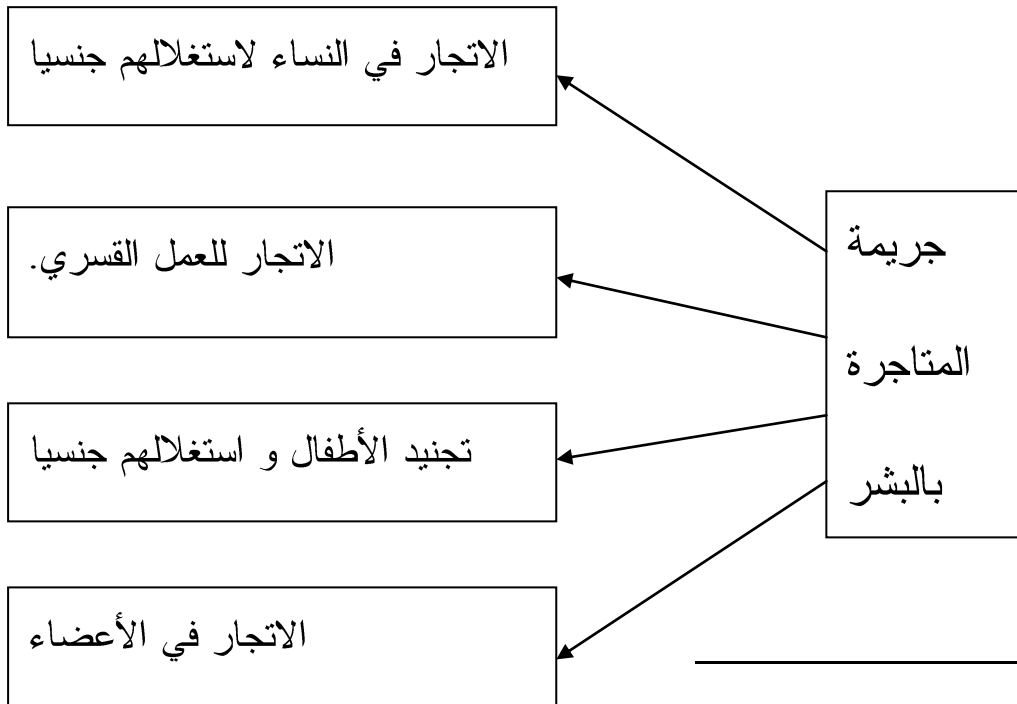 جريمة
المتاجرة
بالبشر
الاتجار في النساء لاستغلالهم جنسيا
الاتجار للعمل القسري.
تجنيد الأطفال و استغلالهم جنسيا
الاتجار في الأعضاء